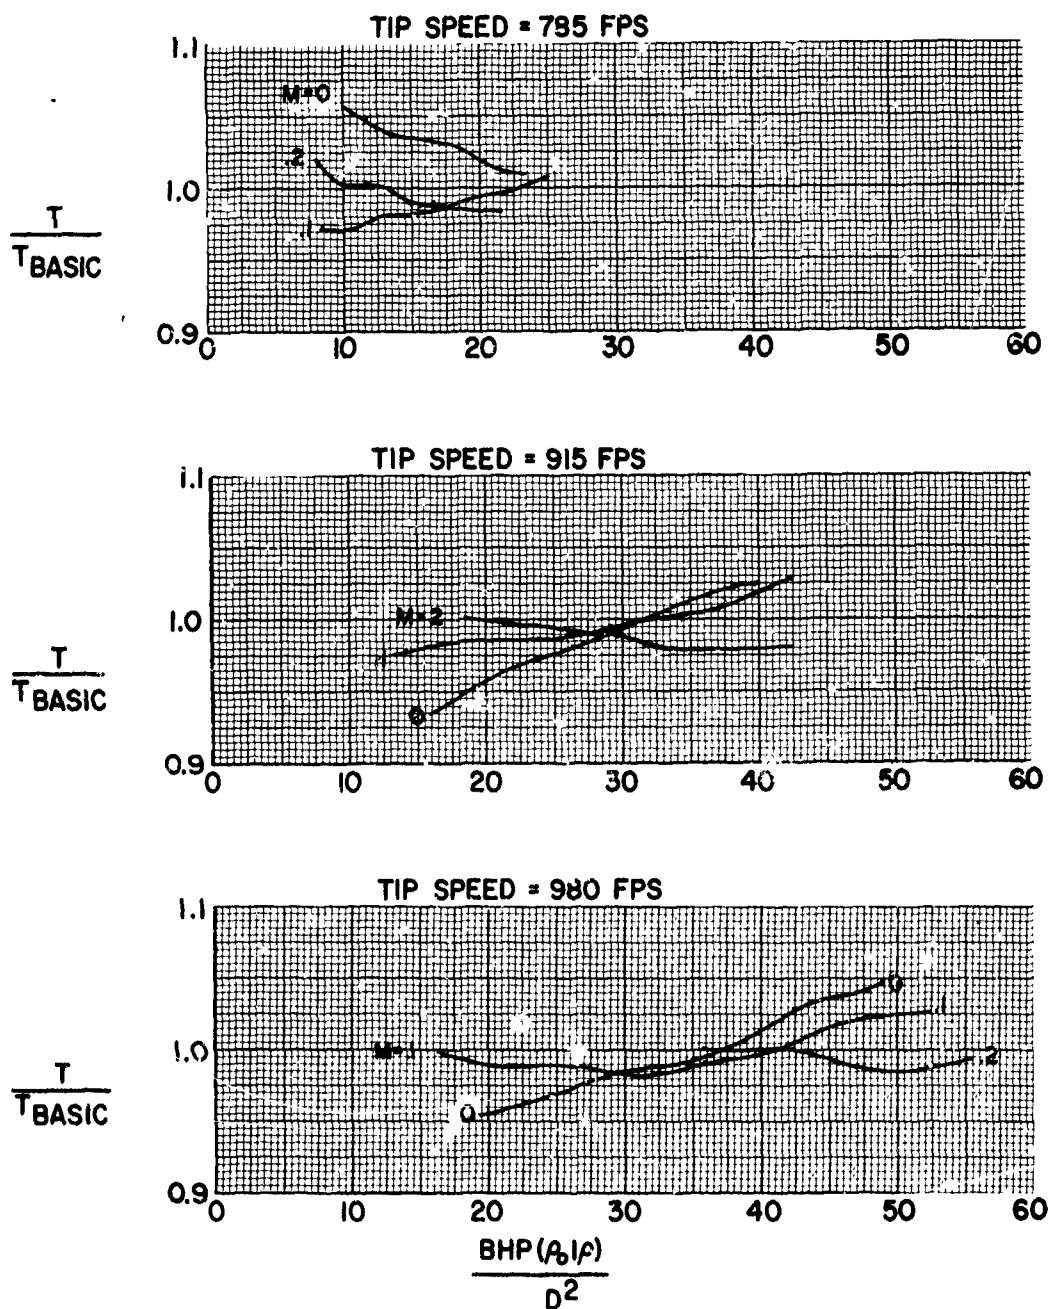 TIP SPEED = 785 FPS
1.1
M=0
.2
1.0
.1
T
T BASIC
0.9
0 10 20 30 40 50 60
TIP SPEED = 915 FPS
1.1
M=.2
1.0
.1
T
T BASIC
0
0.9
0 10 20 30 40 50 60
TIP SPEED = 980 FPS
1.1
0
.1
M=.1
1.0
.2
T
T BASIC
0
0.9
0 10 20 30 40 50 60
BHP (ρ₀/ρ)
D²